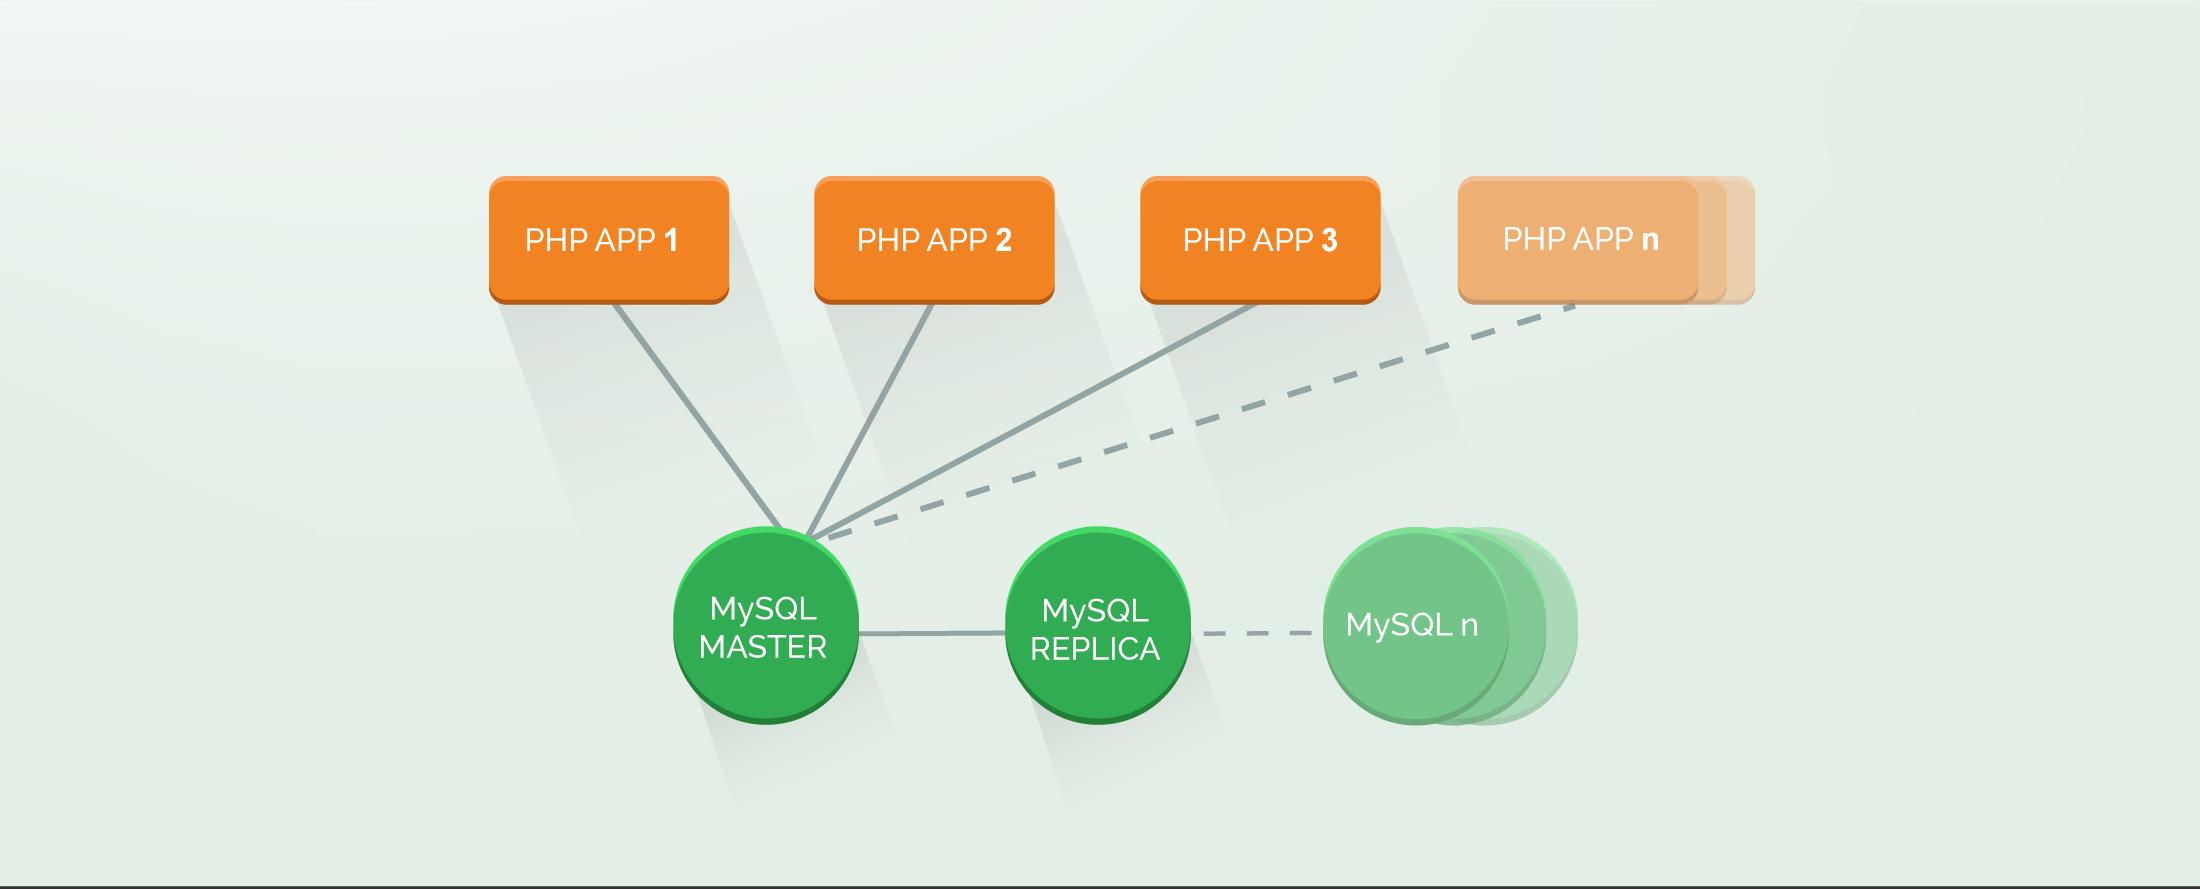 PHP APP 1
PHP APP 2
PHP APP 3
PHP APP n
MySQL
MASTER
MySQL
REPLICA
MySQL n